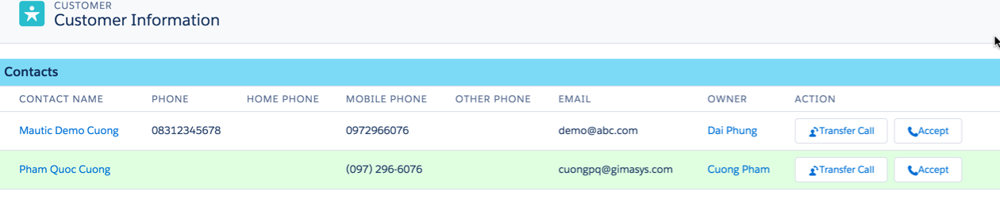 CUSTOMER
Customer Information
Contacts
CONTACT NAME PHONE HOME PHONE MOBILE PHONE OTHER PHONE EMAIL OWNER ACTION
Mautic Demo Cuong 08312345678 0972966076 demo@abc.com Dai Phung Transfer Call Accept
Pham Quoc Cuong (097) 296-6076 cuongpq@gimasys.com Cuong Pham Transfer Call Accept